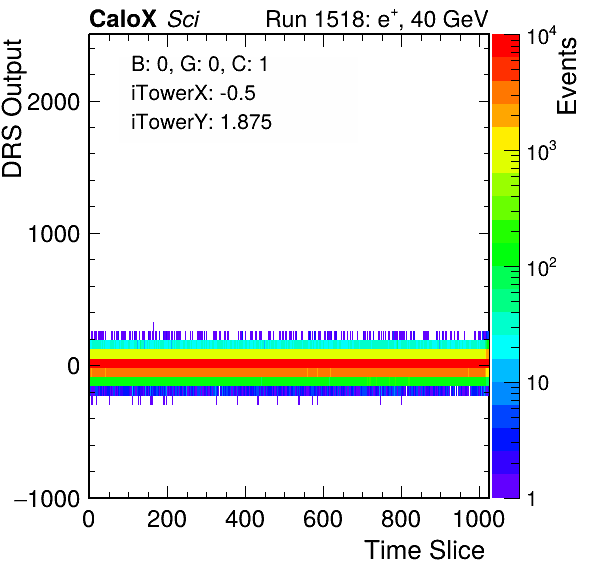 CaloX Sci Run 1518: e+, 40 GeV
B: 0, G: 0, C: 1
iTowerX: -0.5
iTowerY: 1.875
DRS Output
2000
1000
0
−1000
0 200 400 600 800 1000
Time Slice
Events
10^4
10^3
10^2
10
1